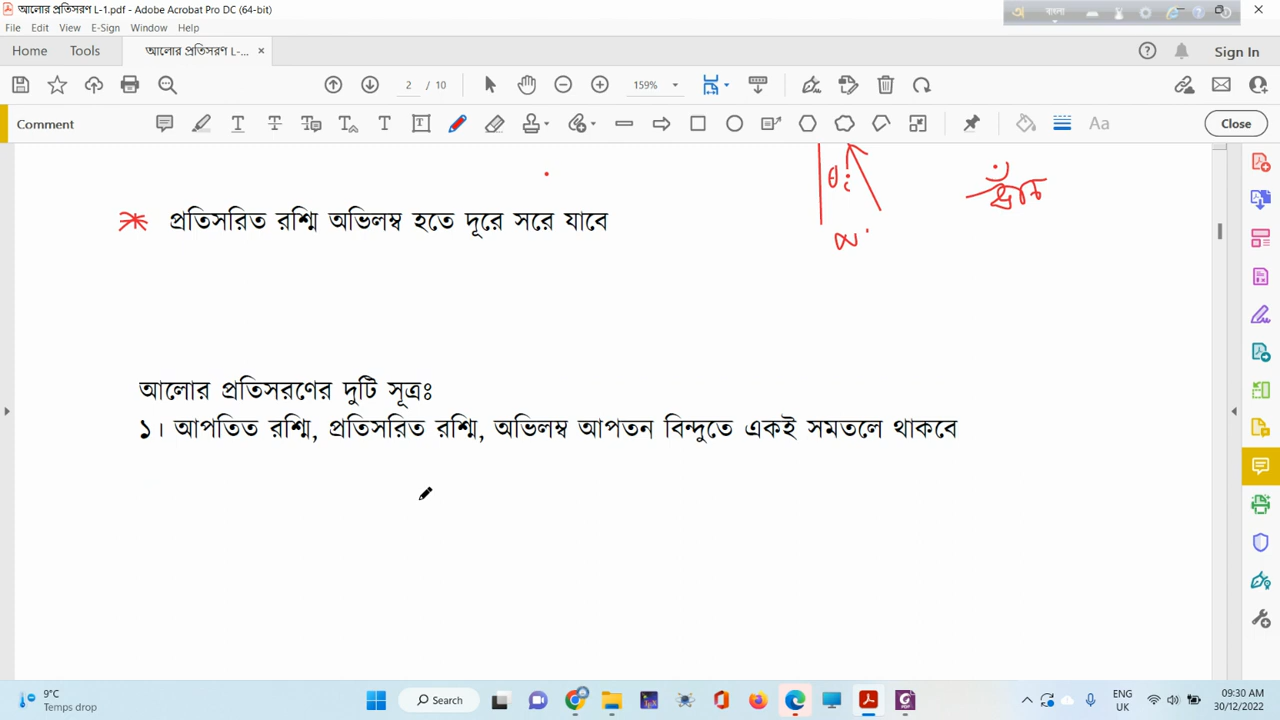 আলোর প্রতিসরণ L-1.pdf - Adobe Acrobat Pro DC (64-bit)
বাংলা
File Edit View E-Sign Window Help
Home Tools আলোর প্রতিসরণ L-... × Sign In
2 / 10 159%
Comment T T T T Aa Close
θi
প্রতিসরিত রশ্মি অভিলম্ব হতে দূরে সরে যাবে
আলোর প্রতিসরণের দুটি সূত্রঃ
১। আপতিত রশ্মি, প্রতিসরিত রশ্মি, অভিলম্ব আপতন বিন্দুতে একই সমতলে থাকবে
9°C
Temps drop
Search
ENG
UK
09:30 AM
30/12/2022